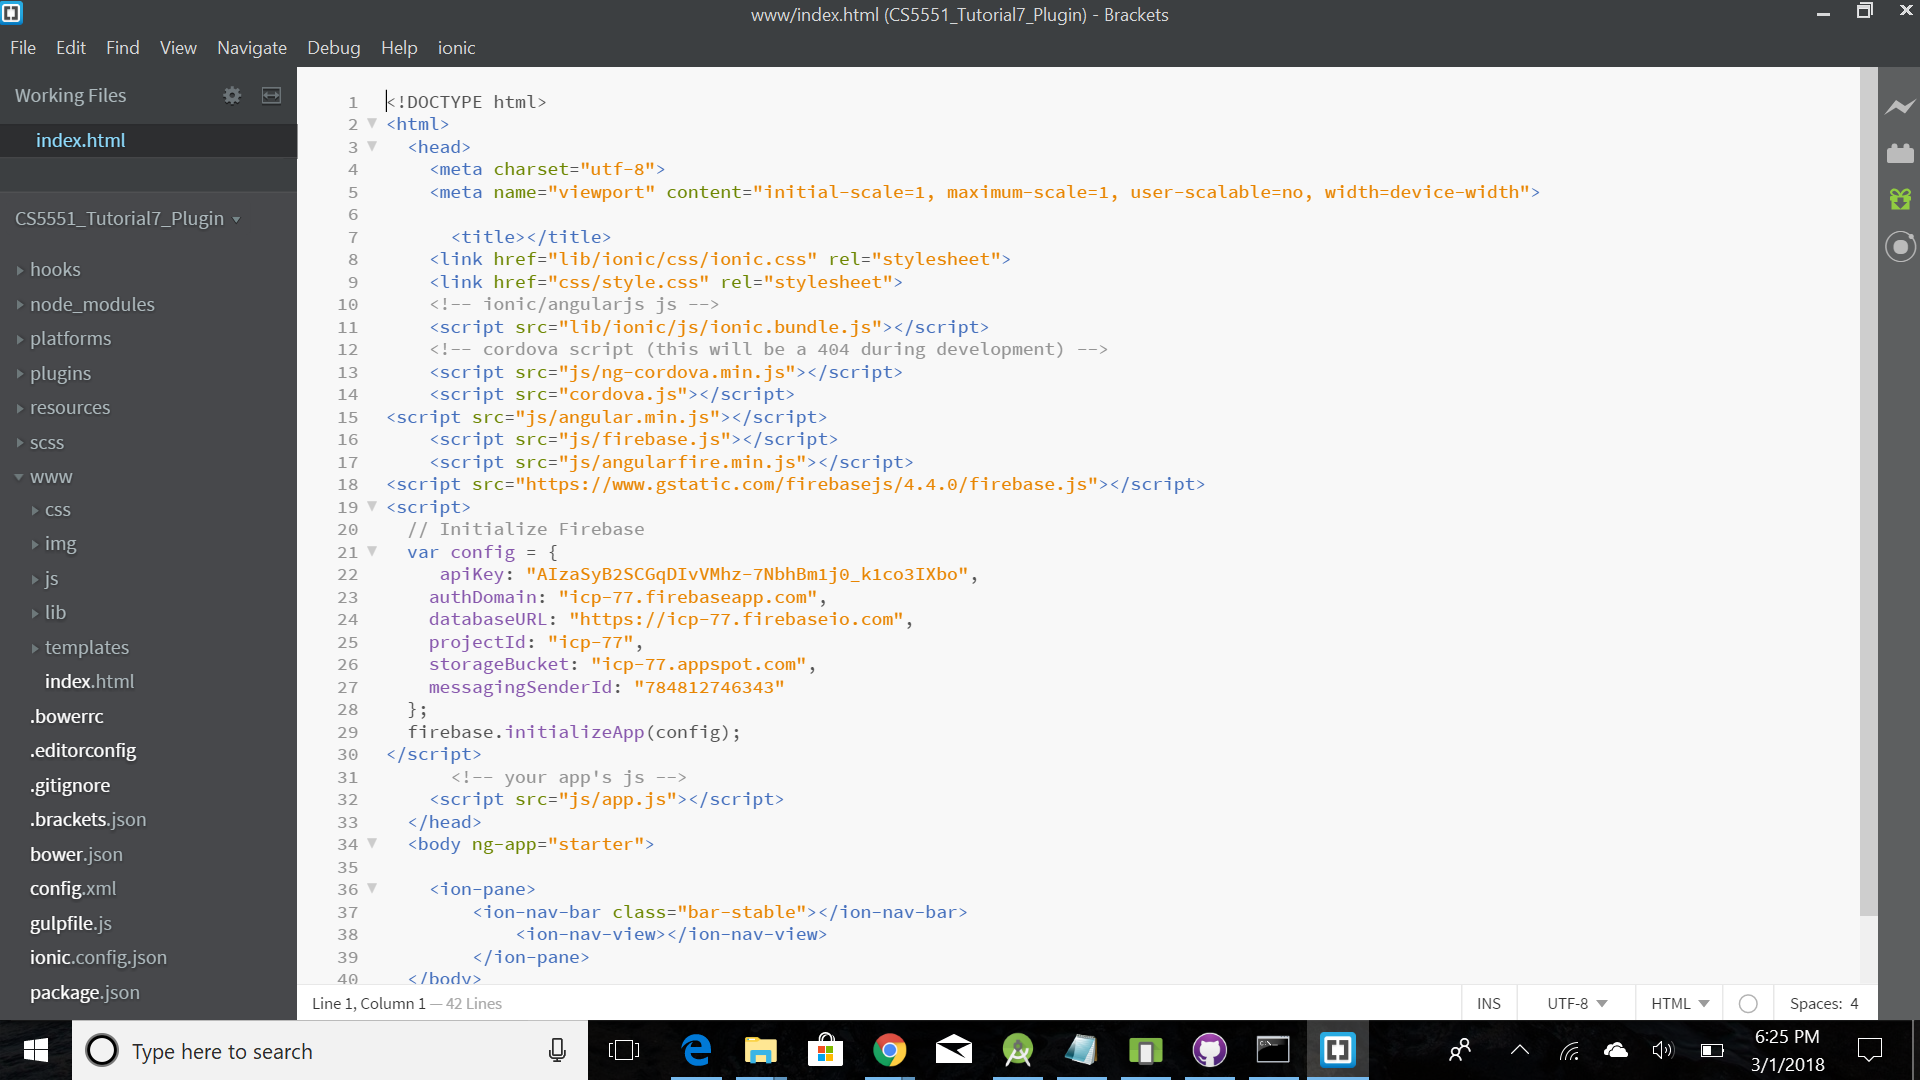 www/index.html (CS5551_Tutorial7_Plugin) - Brackets
File Edit Find View Navigate Debug Help ionic
Working Files
index.html
CS5551_Tutorial7_Plugin
hooks
node_modules
platforms
plugins
resources
scss
www
css
img
js
lib
templates
index.html
.bowerrc
.editorconfig
.gitignore
.brackets.json
bower.json
config.xml
gulpfile.js
ionic.config.json
package.json
1 <!DOCTYPE html>
2 <html>
3 <head>
4 <meta charset="utf-8">
5 <meta name="viewport" content="initial-scale=1, maximum-scale=1, user-scalable=no, width=device-width">
6
7 <title></title>
8 <link href="lib/ionic/css/ionic.css" rel="stylesheet">
9 <link href="css/style.css" rel="stylesheet">
10 <!-- ionic/angularjs js -->
11 <script src="lib/ionic/js/ionic.bundle.js"></script>
12 <!-- cordova script (this will be a 404 during development) -->
13 <script src="js/ng-cordova.min.js"></script>
14 <script src="cordova.js"></script>
15 <script src="js/angular.min.js"></script>
16 <script src="js/firebase.js"></script>
17 <script src="js/angularfire.min.js"></script>
18 <script src="https://www.gstatic.com/firebasejs/4.4.0/firebase.js"></script>
19 <script>
20 // Initialize Firebase
21 var config = {
22 apiKey: "AIzaSyB2SCGqDIvVMhz-7NbhBm1j0_k1co3IXbo",
23 authDomain: "icp-77.firebaseapp.com",
24 databaseURL: "https://icp-77.firebaseio.com",
25 projectId: "icp-77",
26 storageBucket: "icp-77.appspot.com",
27 messagingSenderId: "784812746343"
28 };
29 firebase.initializeApp(config);
30 </script>
31 <!-- your app's js -->
32 <script src="js/app.js"></script>
33 </head>
34 <body ng-app="starter">
35
36 <ion-pane>
37 <ion-nav-bar class="bar-stable"></ion-nav-bar>
38 <ion-nav-view></ion-nav-view>
39 </ion-pane>
40 </body>
Line 1, Column 1 — 42 Lines
INS UTF-8 HTML Spaces: 4
Type here to search
6:25 PM
3/1/2018